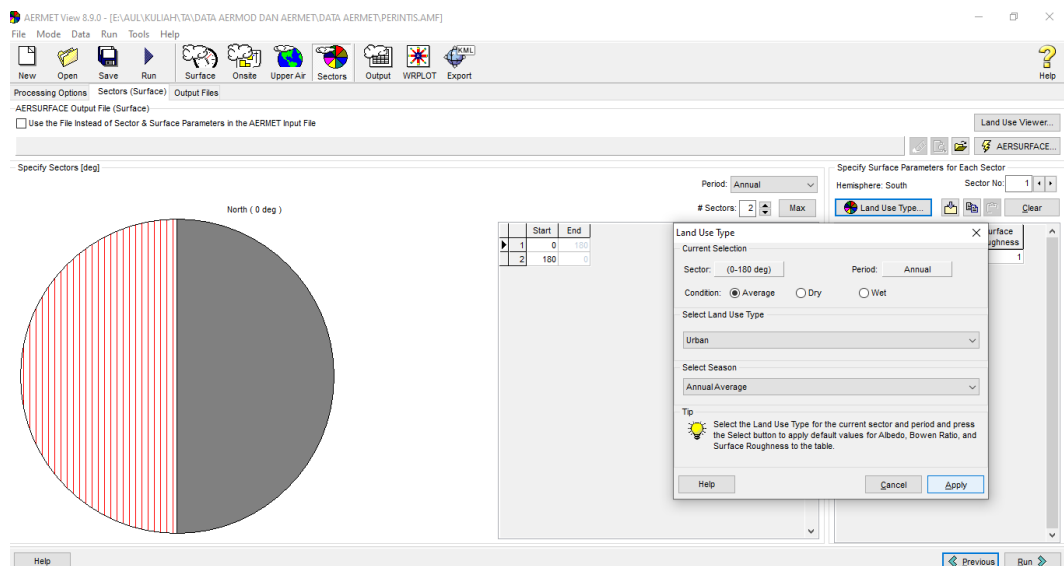 AERMET View 8.9.0 - [E:\AUL\KULIAH\TA\DATA AERMOD DAN AERMET\DATA AERMET\PERINTIS.AMF]
File Mode Data Run Tools Help
New Open Save Run Surface Onsite Upper Air Sectors Output WRPLOT Export Help
KML
Processing Options Sectors (Surface) Output Files
AERSURFACE Output File (Surface)
Use the File Instead of Sector & Surface Parameters in the AERMET Input File
Land Use Viewer...
AERSURFACE...
Specify Sectors [deg]
Period: Annual
# Sectors: 2 Max
North ( 0 deg )
Start End
1 0 180
2 180 0
Specify Surface Parameters for Each Sector
Hemisphere: South Sector No: 1
Land Use Type... Clear
1
Land Use Type
Current Selection
Sector: (0-180 deg) Period: Annual
Condition: Average Dry Wet
Select Land Use Type
Urban
Select Season
Annual Average
Tip
Select the Land Use Type for the current sector and period and press
the Select button to apply default values for Albedo, Bowen Ratio, and
Surface Roughness to the table.
Help Cancel Apply
Help Previous Run